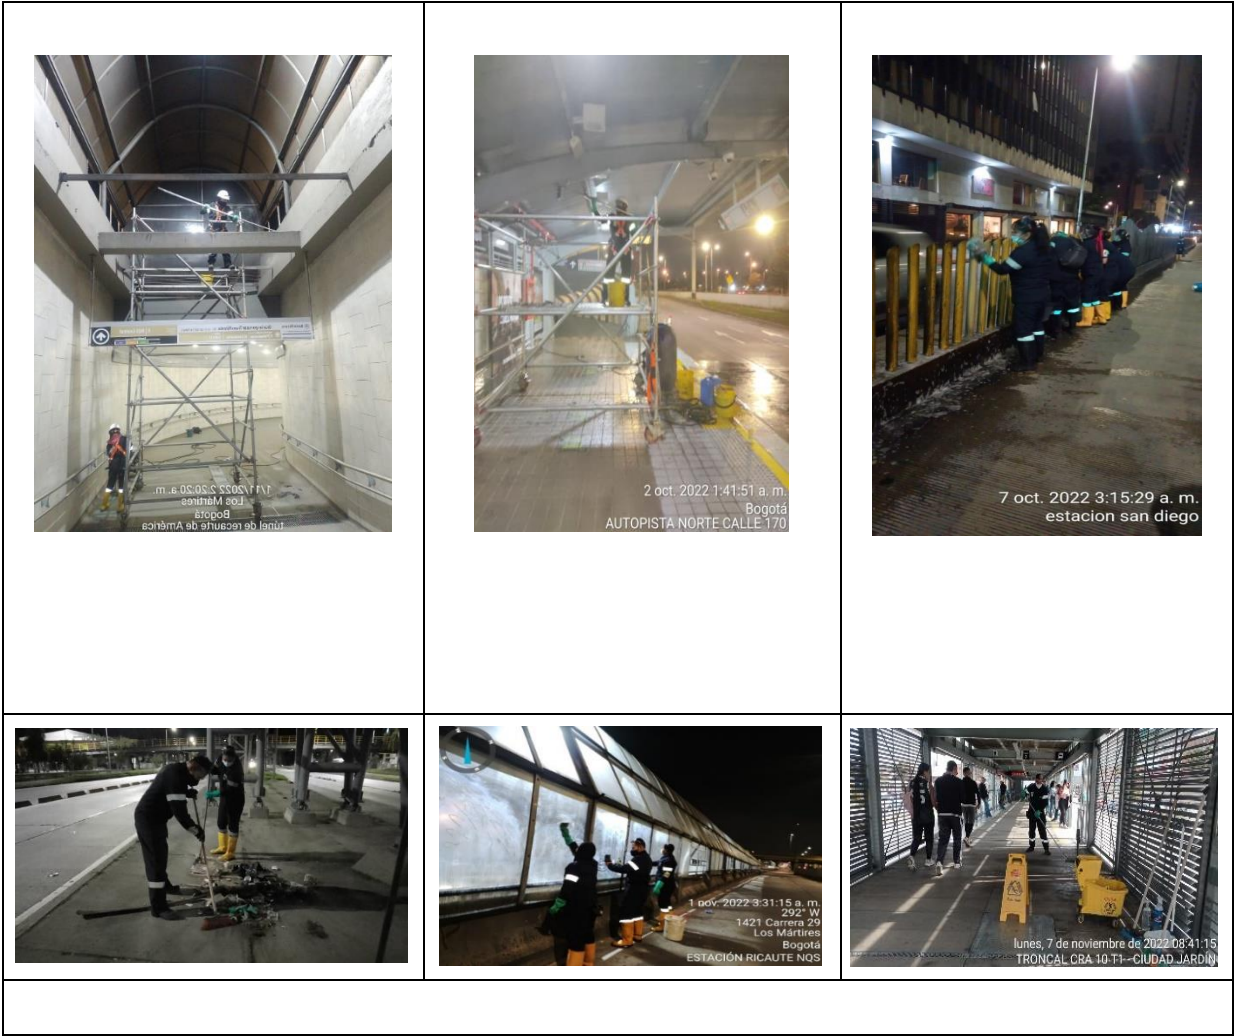 1/11/2022 2:20:20 a. m.
Los Mártires
Bogotá
túnel de recaurte de América
2 oct. 2022 1:41:51 a. m.
Bogotá
AUTOPISTA NORTE CALLE 170
7 oct. 2022 3:15:29 a. m.
estacion san diego
1 nov. 2022 3:31:15 a. m.
292° W
1421 Carrera 29
Los Mártires
Bogotá
ESTACIÓN RICAUTE NQS
lunes, 7 de noviembre de 2022 08:41:15
TRONCAL CRA 10 T1 - CIUDAD JARDÍN